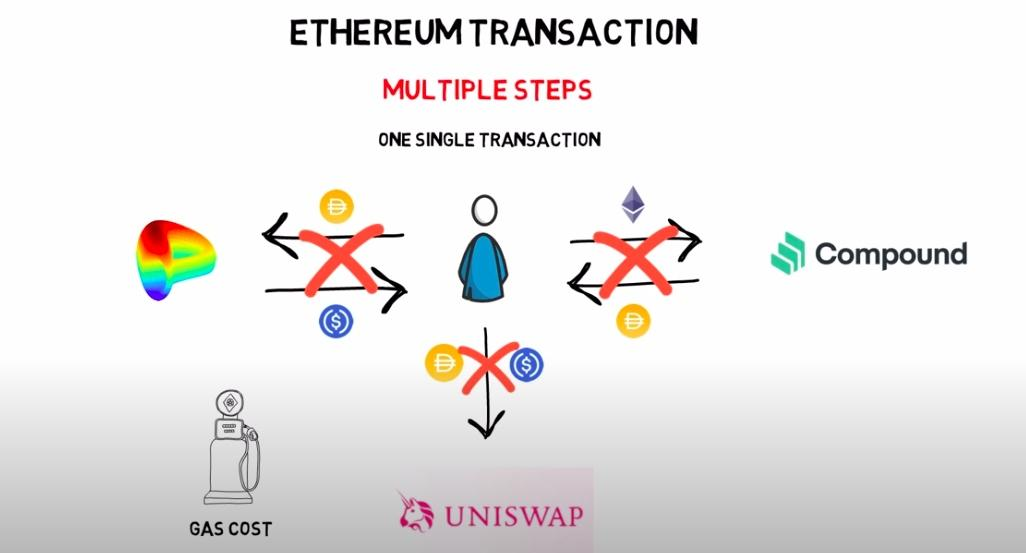 ETHEREUM TRANSACTION
MULTIPLE STEPS
ONE SINGLE TRANSACTION
Compound
GAS COST
UNISWAP